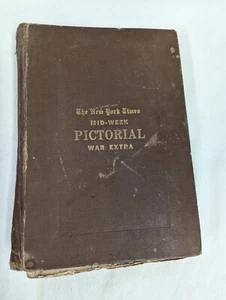 The New York Times
MID-WEEK
PICTORIAL
WAR EXTRA